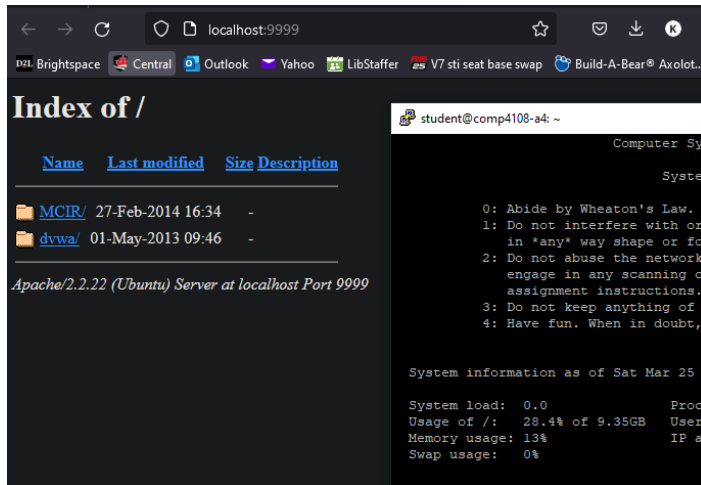 localhost:9999
K
D2L Brightspace Central Outlook Yahoo LibStaffer V7 sti seat base swap Build-A-Bear® Axolot...
Index of /
Name Last modified Size Description
MCIR/ 27-Feb-2014 16:34 -
dvwa/ 01-May-2013 09:46 -
Apache/2.2.22 (Ubuntu) Server at localhost Port 9999
student@comp4108-a4: ~
Computer Sy
Syste
0: Abide by Wheaton's Law.
1: Do not interfere with or
in *any* way shape or fo
2: Do not abuse the network
engage in any scanning o
assignment instructions.
3: Do not keep anything of
4: Have fun. When in doubt,
System information as of Sat Mar 25
System load: 0.0 Proc
Usage of /: 28.4% of 9.35GB User
Memory usage: 13% IP a
Swap usage: 0%